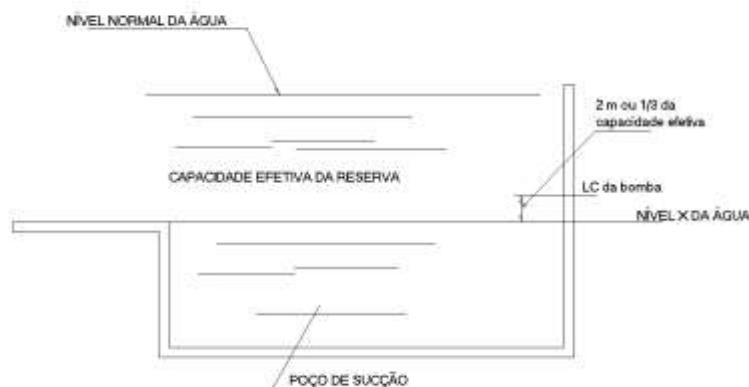 NÍVEL NORMAL DA ÁGUA
2 m ou 1/3 da
capacidade efetiva
CAPACIDADE EFETIVA DA RESERVA
LC da bomba
NÍVEL X DA ÁGUA
POÇO DE SUCÇÃO